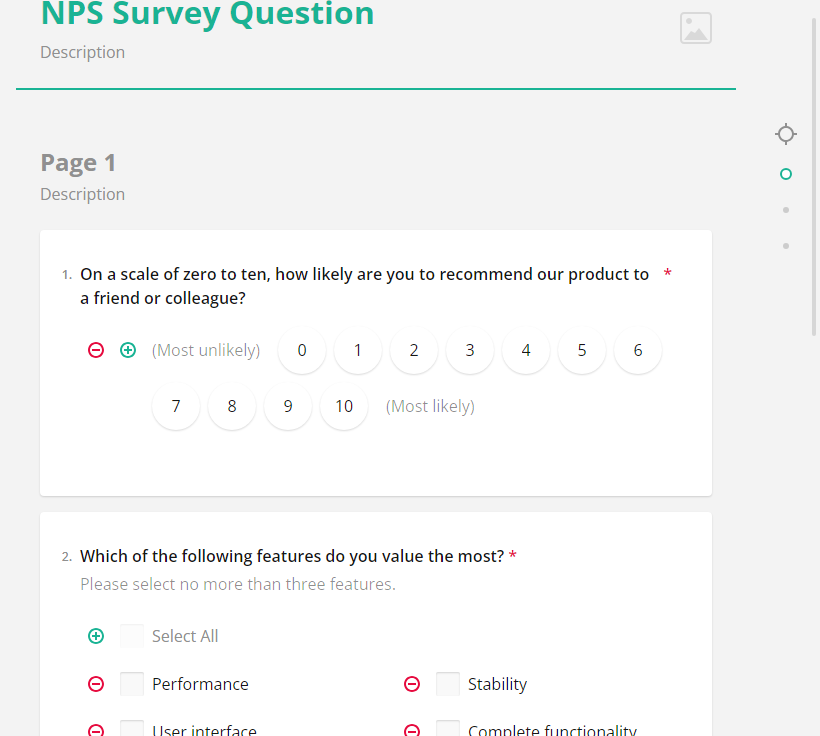 NPS Survey Question
Description
Page 1
Description
1. On a scale of zero to ten, how likely are you to recommend our product to *
a friend or colleague?
(Most unlikely) 0 1 2 3 4 5 6
7 8 9 10 (Most likely)
2. Which of the following features do you value the most? *
Please select no more than three features.
Select All
Performance Stability
User interface Complete functionality